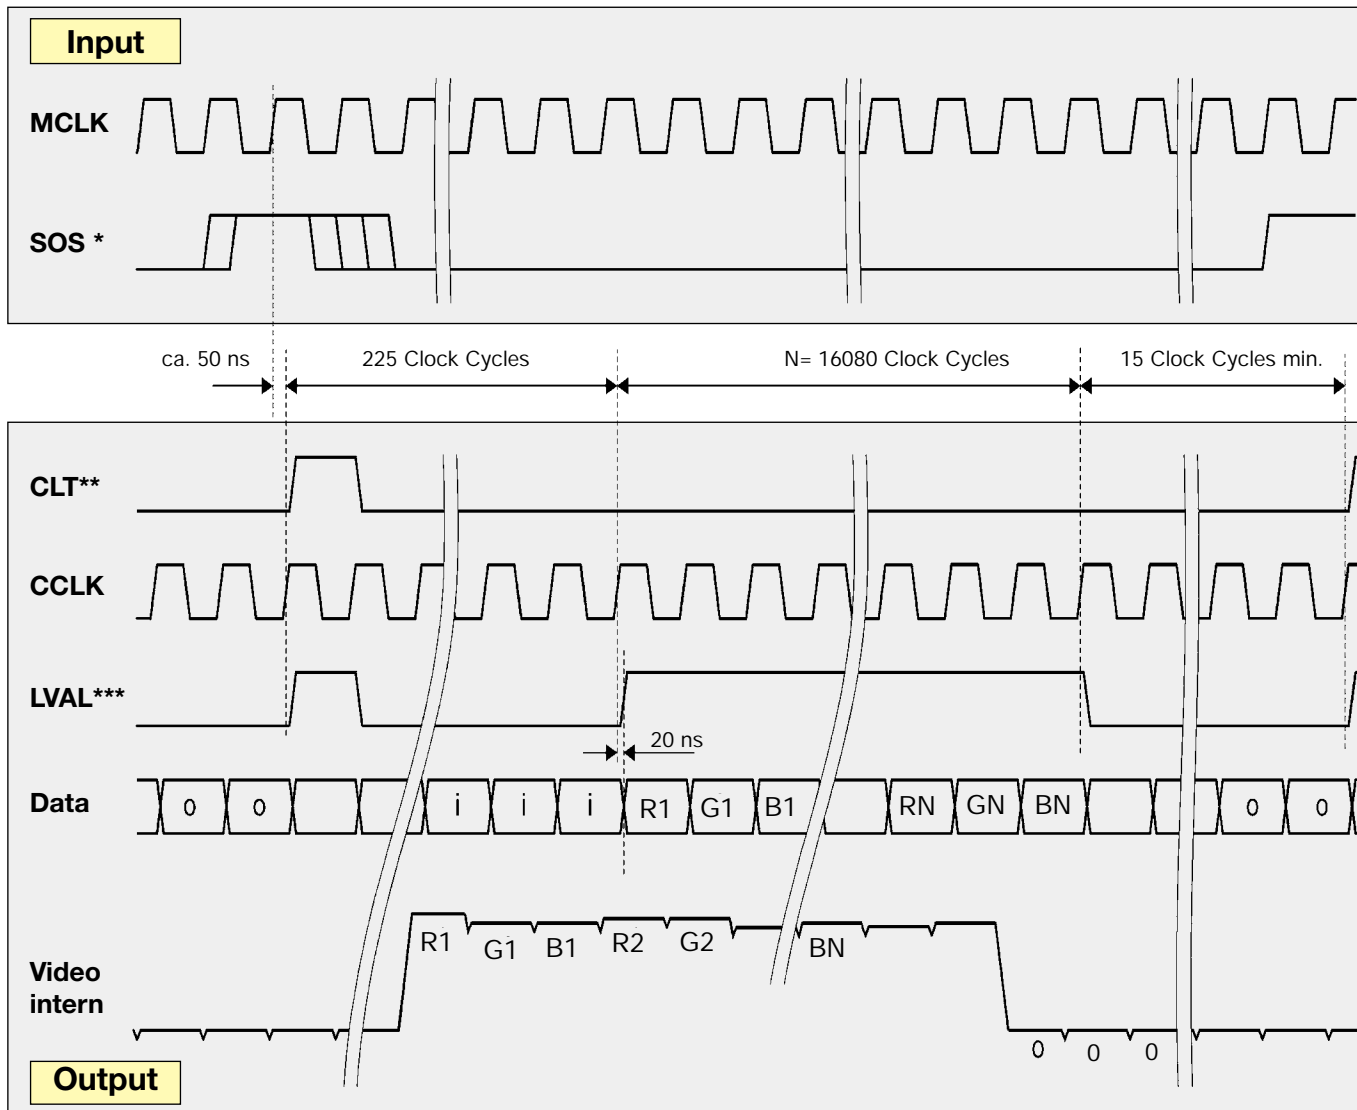 Input
MCLK
SOS *
ca. 50 ns 225 Clock Cycles N= 16080 Clock Cycles 15 Clock Cycles min.
CLT**
CCLK
LVAL***
20 ns
Data 0 0 i i i R1 G1 B1 RN GN BN 0 0
R1 G1 B1 R2 G2 BN
Video
intern
0 0 0
Output